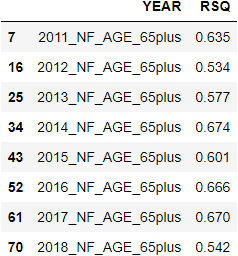 YEAR RSQ
7 2011_NF_AGE_65plus 0.635
16 2012_NF_AGE_65plus 0.534
25 2013_NF_AGE_65plus 0.577
34 2014_NF_AGE_65plus 0.674
43 2015_NF_AGE_65plus 0.601
52 2016_NF_AGE_65plus 0.666
61 2017_NF_AGE_65plus 0.670
70 2018_NF_AGE_65plus 0.542